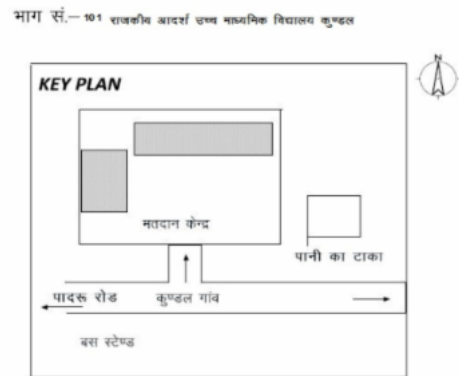 भाग सं.– 101 राजकीय आदर्श उच्च माध्यमिक विद्यालय कुण्डल
N
KEY PLAN
मतदान केन्द्र
पानी का टाका
पादरू रोड
कुण्डल गांव
बस स्टेण्ड